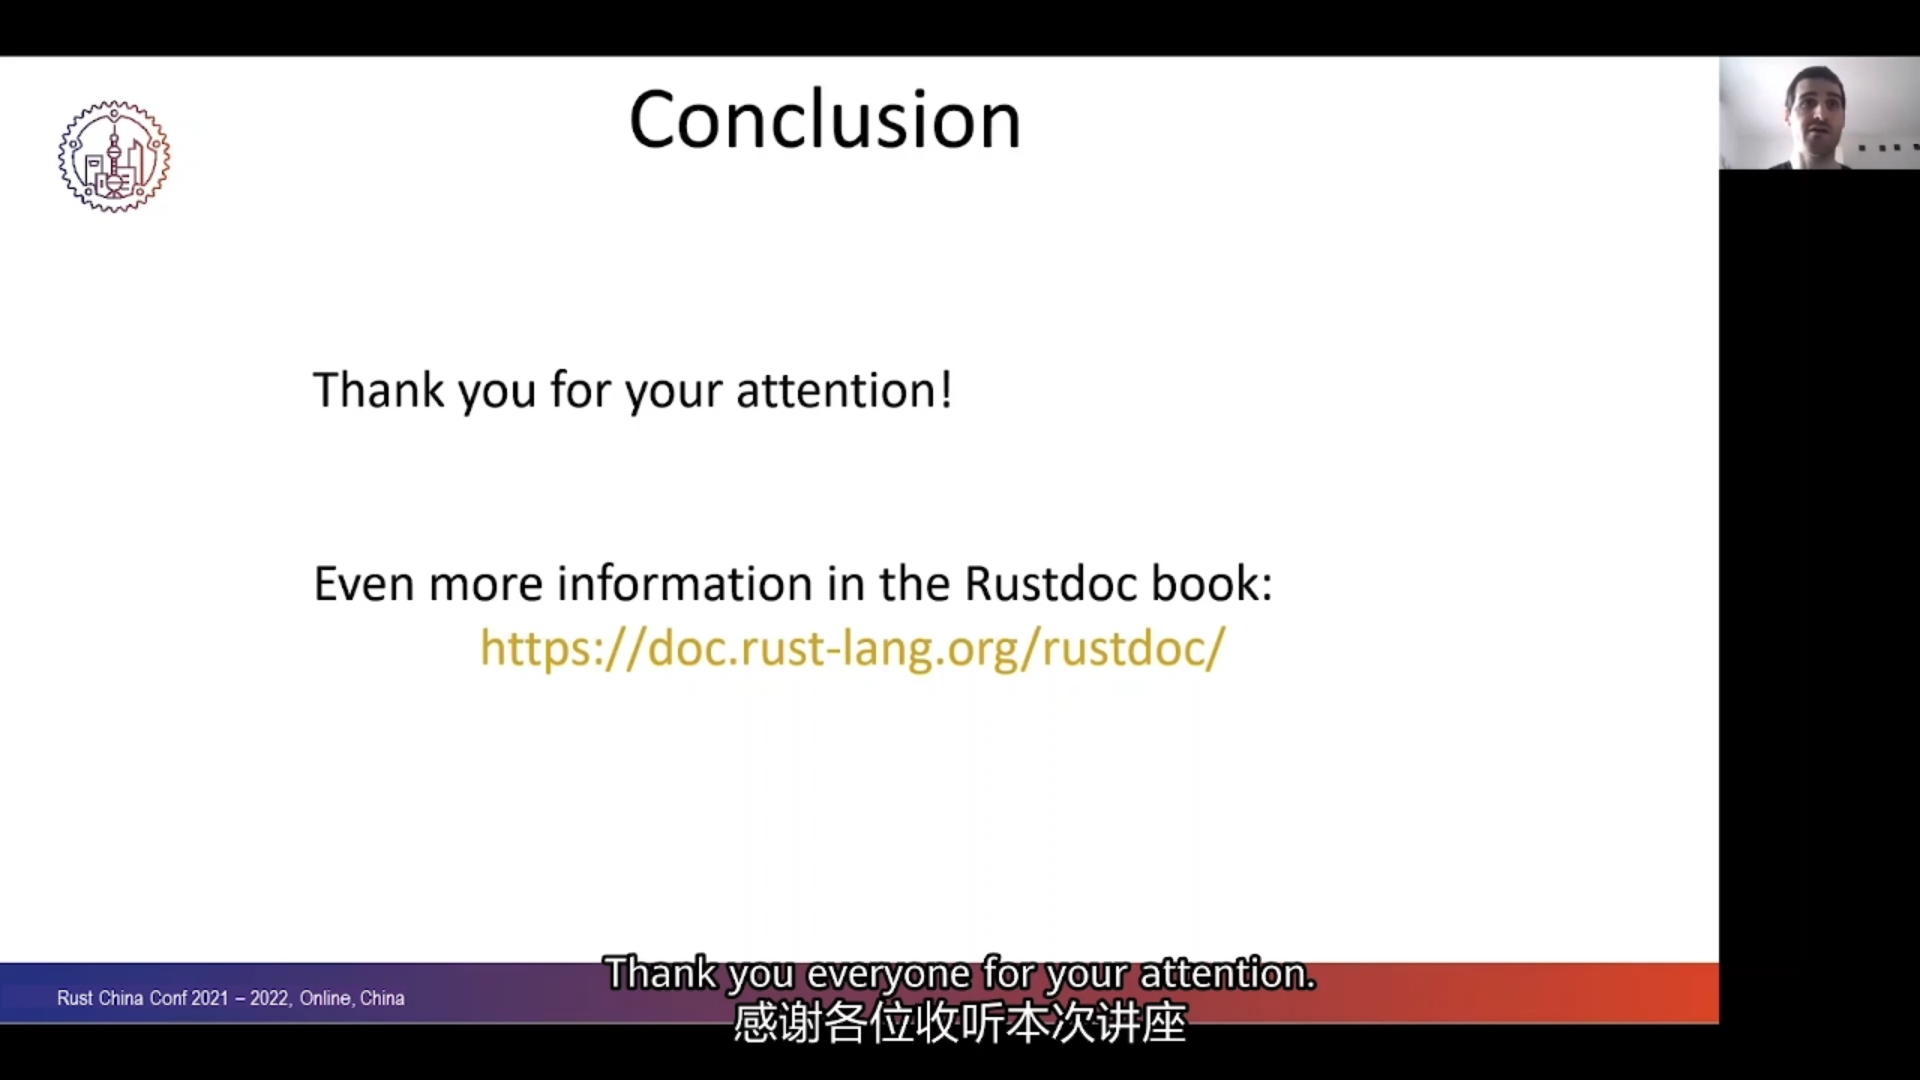 Conclusion
Thank you for your attention!
Even more information in the Rustdoc book:
https://doc.rust-lang.org/rustdoc/
Rust China Conf 2021 – 2022, Online, China
Thank you everyone for your attention.
感谢各位收听本次讲座